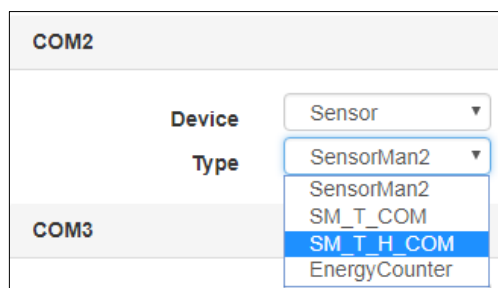 COM2
Device Sensor
Type SensorMan2
SensorMan2
SM_T_COM
COM3
SM_T_H_COM
EnergyCounter